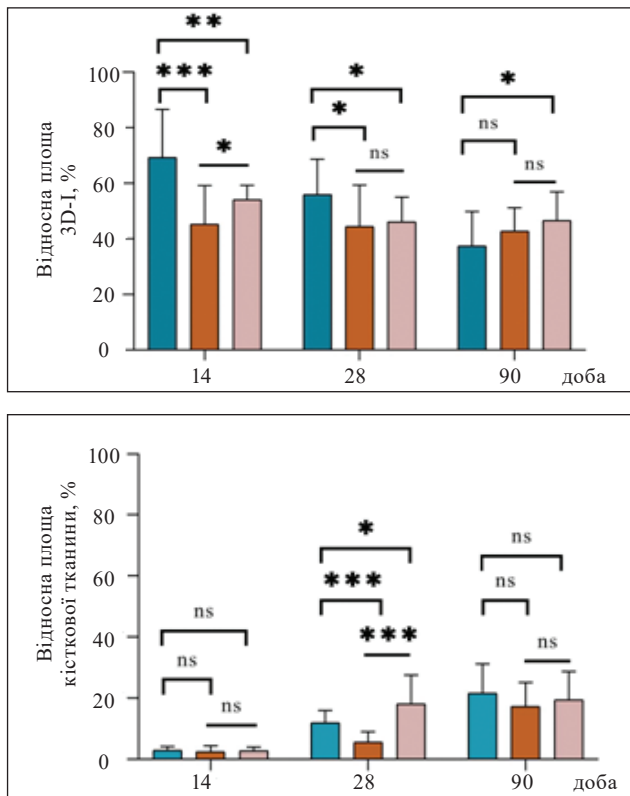 **
***
*
*
*
ns
*
ns
ns
100
80
60
40
20
0
Відносна площа
3D-I, %
14 28 90 доба
100
80
60
40
20
0
Відносна площа
кісткової тканини, %
ns
ns
ns
*
***
***
ns
ns
ns
14 28 90 доба